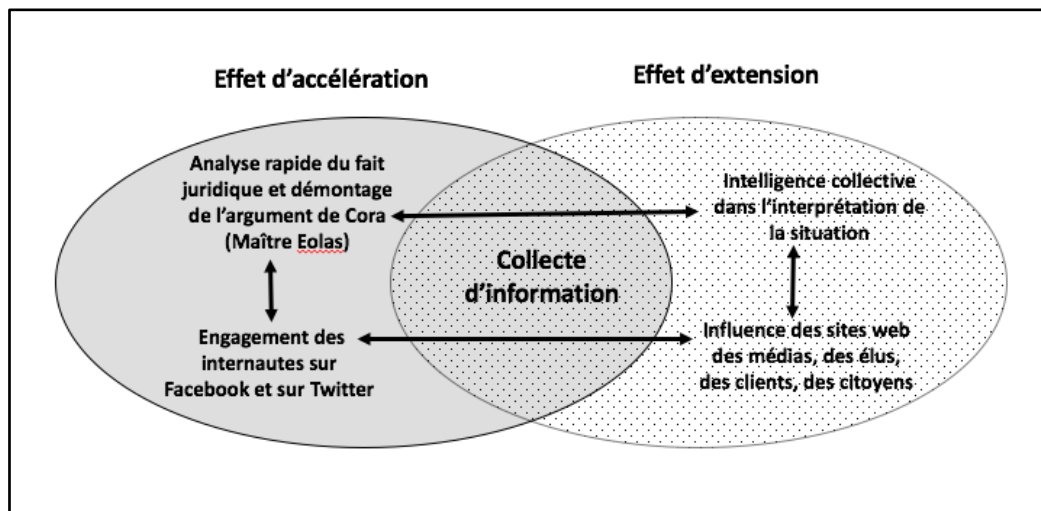 Effet d'accélération
Effet d'extension
Analyse rapide du fait
juridique et démontage
de l'argument de Cora
(Maître Eolas)
Intelligence collective
dans l'interprétation de
la situation
Collecte
d'information
Engagement des
internautes sur
Facebook et sur Twitter
Influence des sites web
des médias, des élus,
des clients, des citoyens